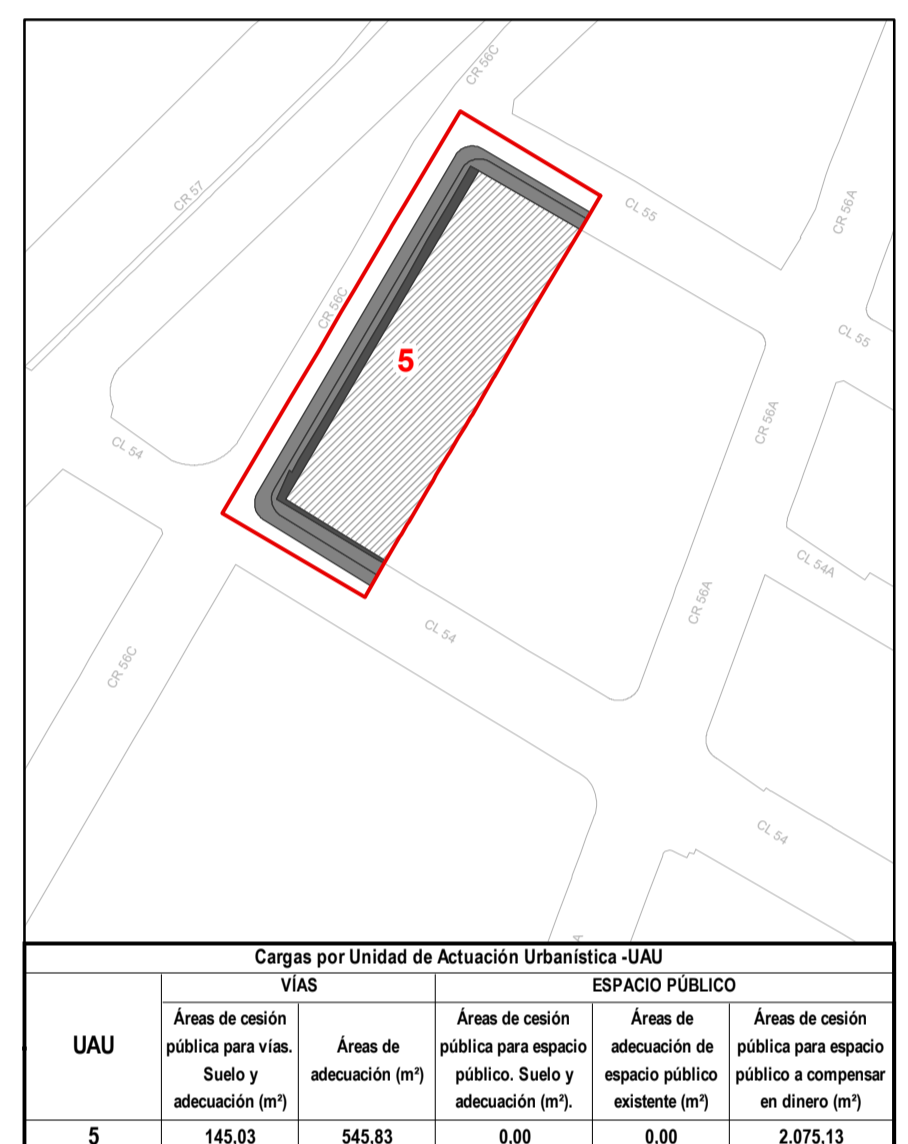 CR 56C
CR 57
CL 55
CR 56A
CR 56C
CL 55
5
CR 56A
CL 54
CL 54A
CR 56A
CL 54
CR 56C
CL 54
A
Cargas por Unidad de Actuación Urbanística -UAU
VÍAS
ESPACIO PÚBLICO
UAU
Áreas de cesión
pública para vías.
Suelo y
adecuación (m²)
Áreas de
adecuación (m²)
Áreas de cesión
pública para espacio
público. Suelo y
adecuación (m²).
Áreas de
adecuación de
espacio público
existente (m²)
Áreas de cesión
pública para espacio
público a compensar
en dinero (m²)
5 145.03 545.83 0.00 0.00 2.075.13